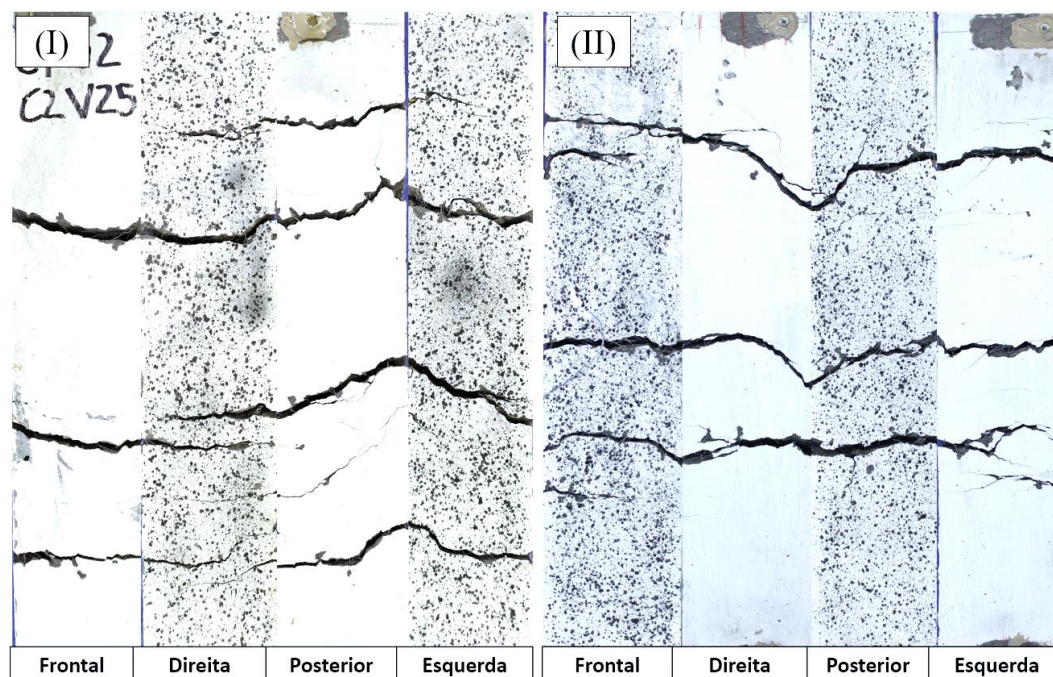 (I)
C2V25
(II)
Frontal
Direita
Posterior
Esquerda
Frontal
Direita
Posterior
Esquerda